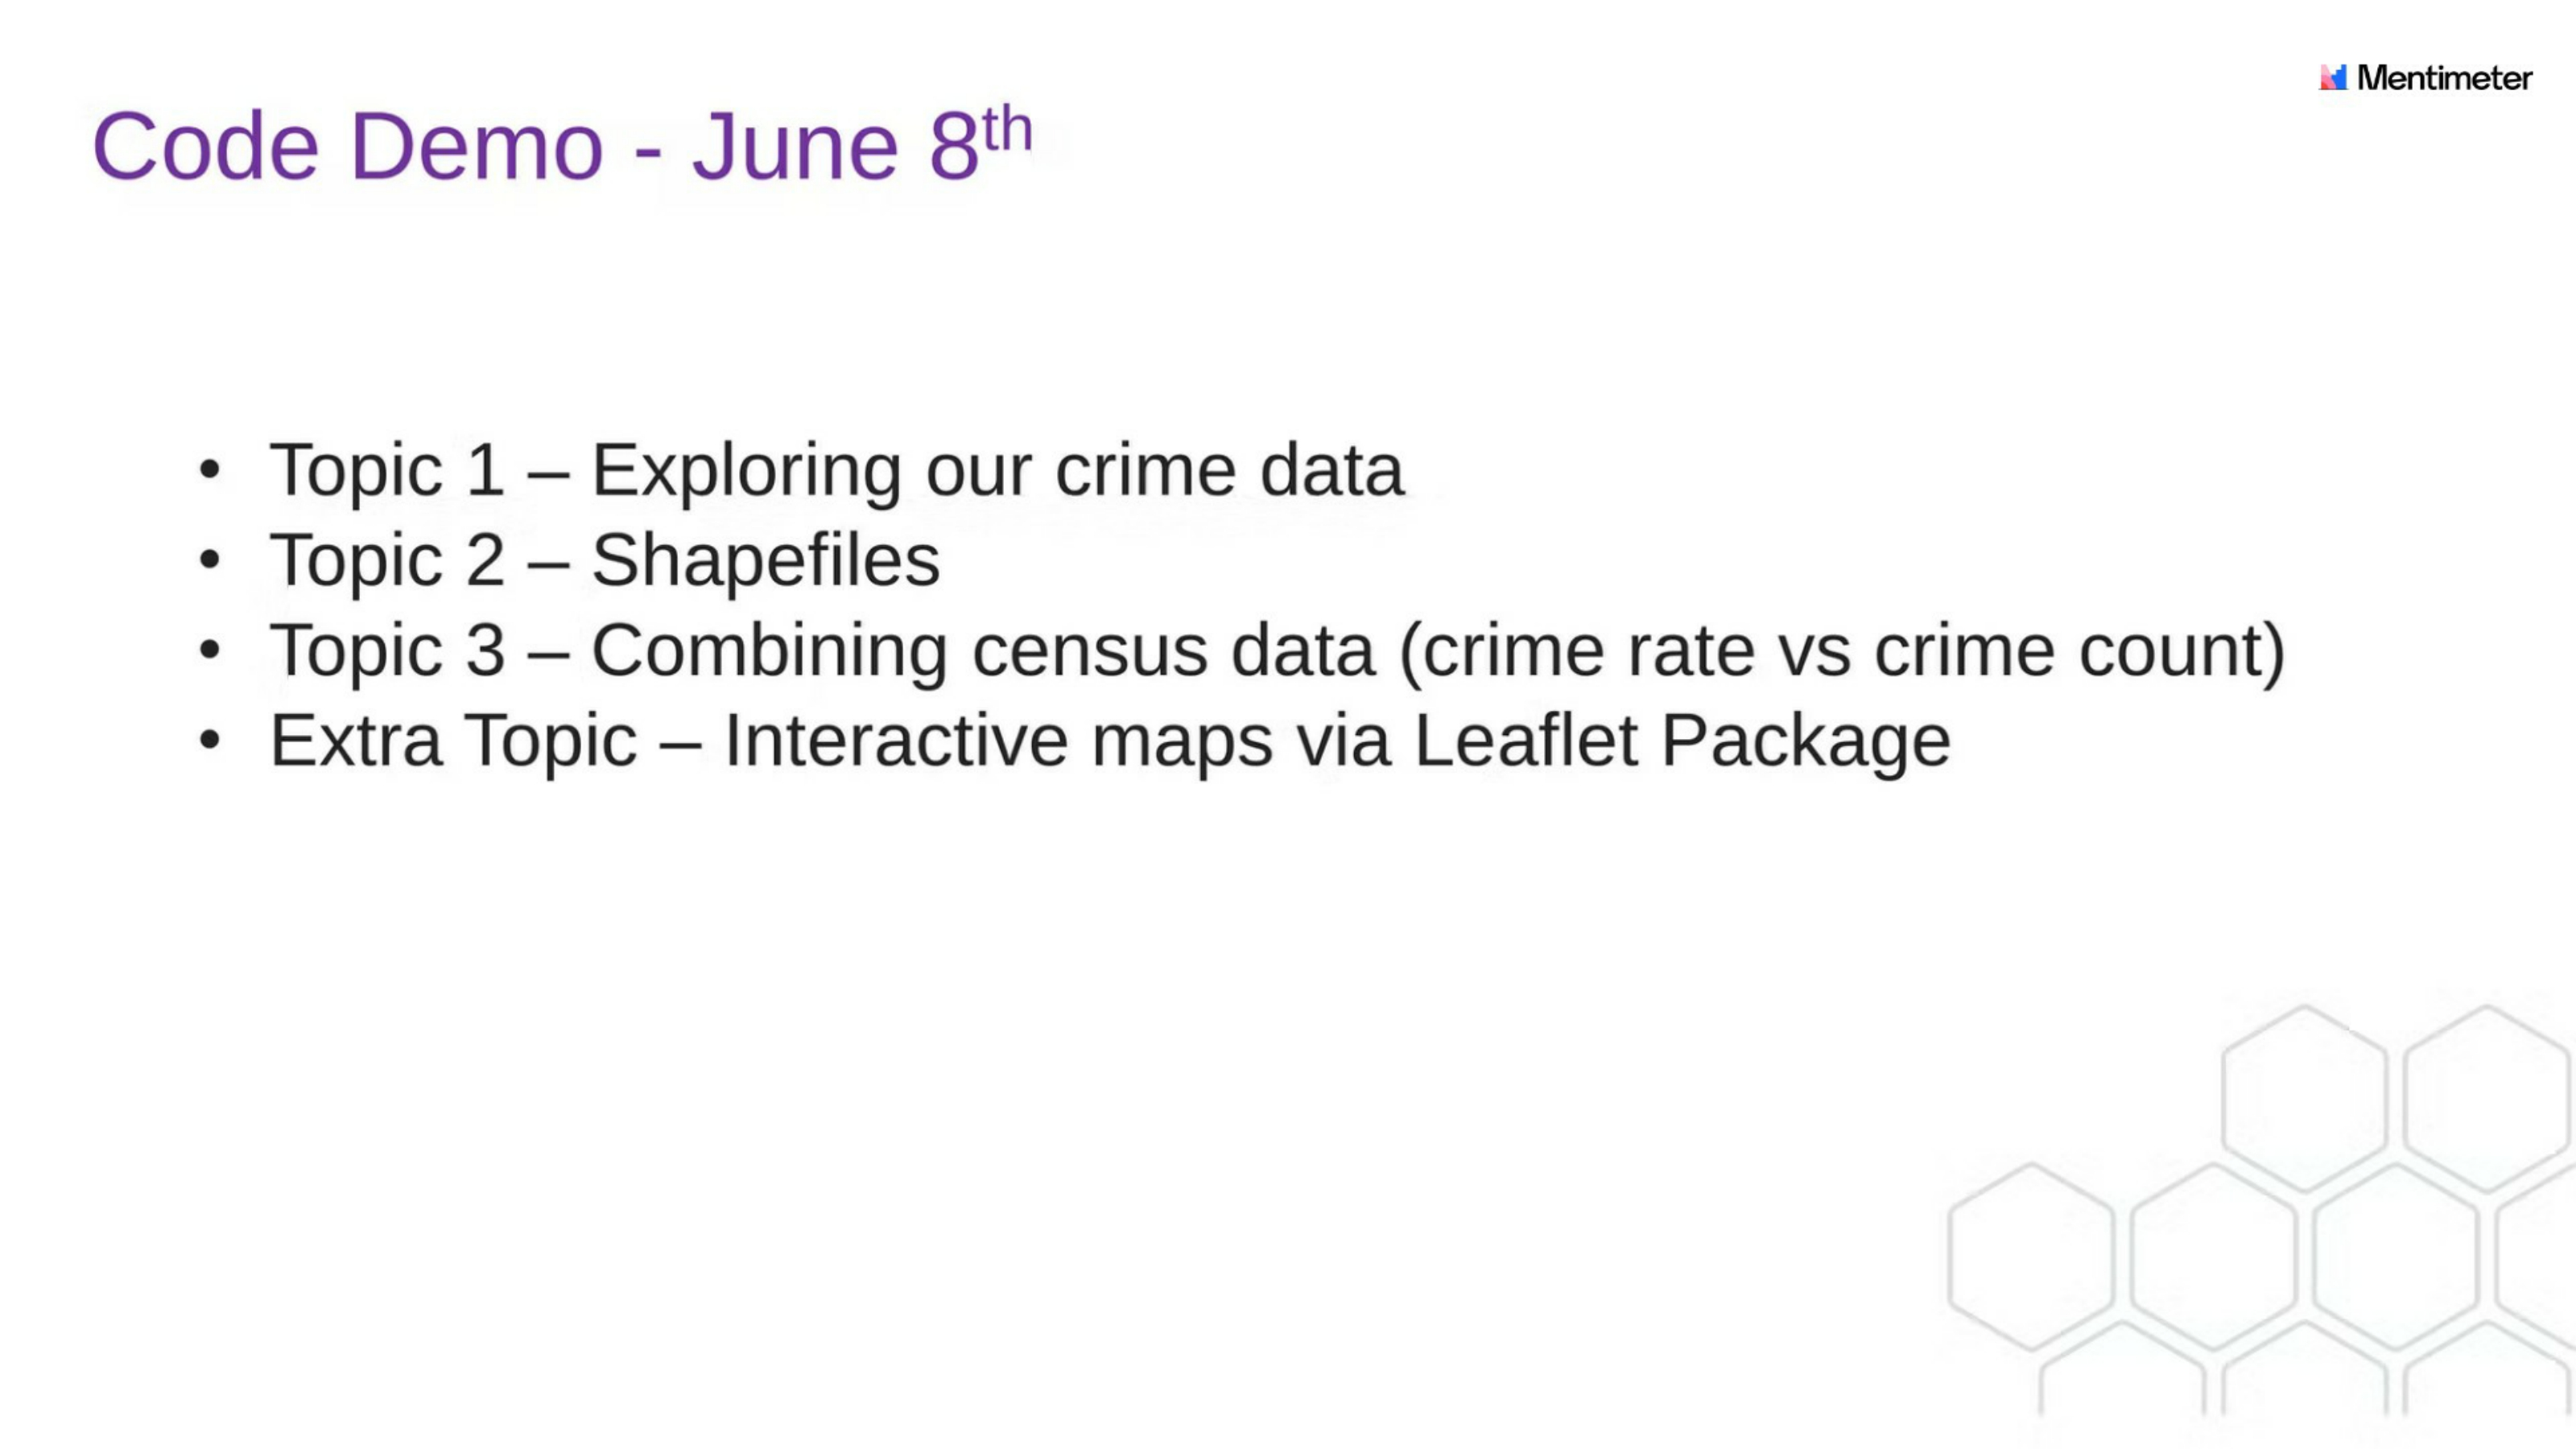 Mentimeter
Code Demo - June 8th
• Topic 1 – Exploring our crime data
• Topic 2 – Shapefiles
• Topic 3 – Combining census data (crime rate vs crime count)
• Extra Topic – Interactive maps via Leaflet Package